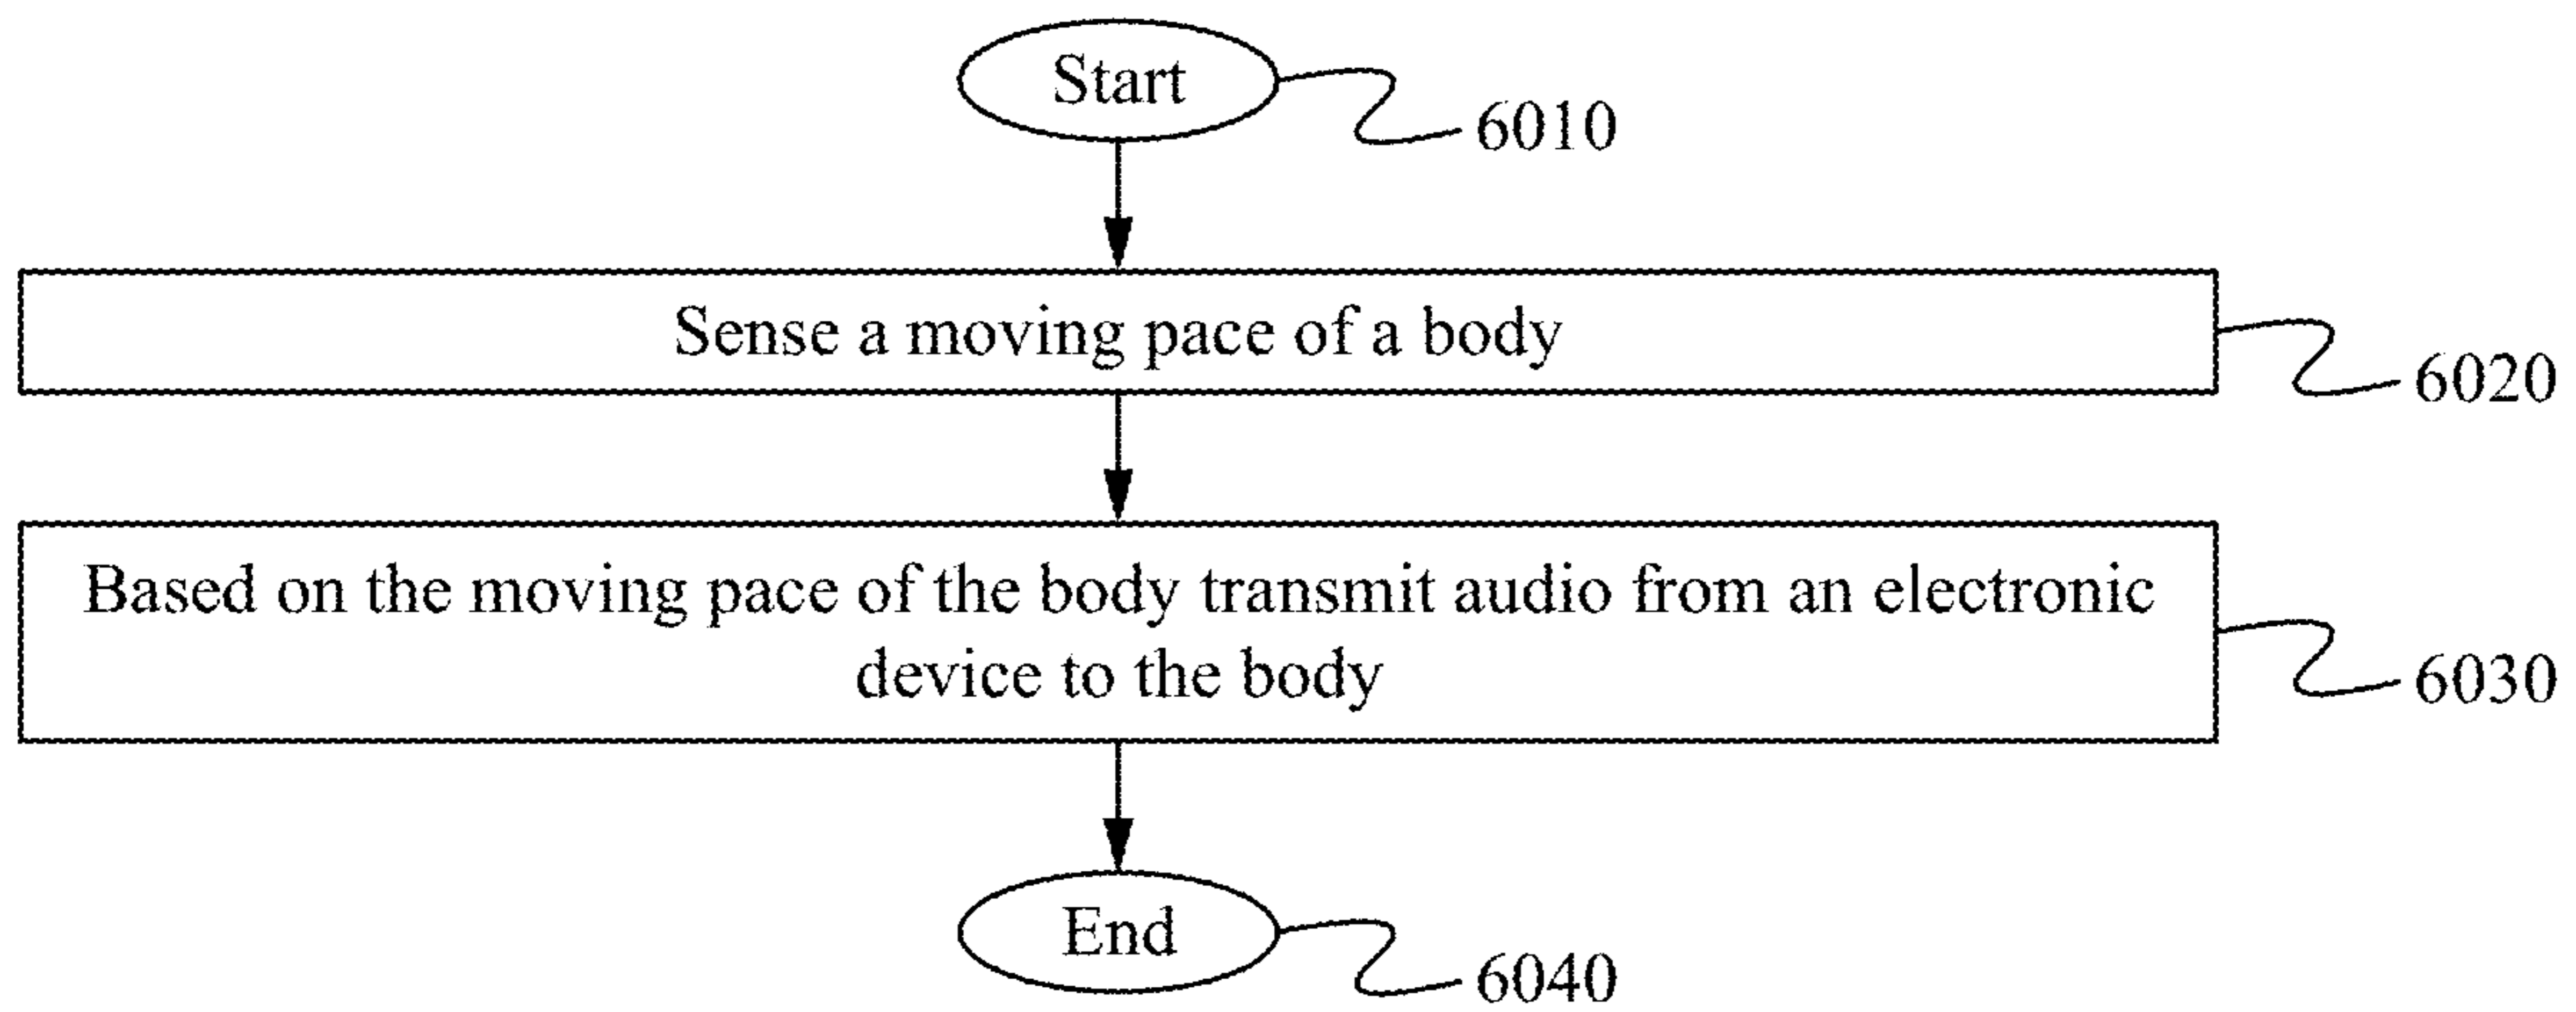 Start
6010
Sense a moving pace of a body
6020
Based on the moving pace of the body transmit audio from an electronic
device to the body
6030
End
6040